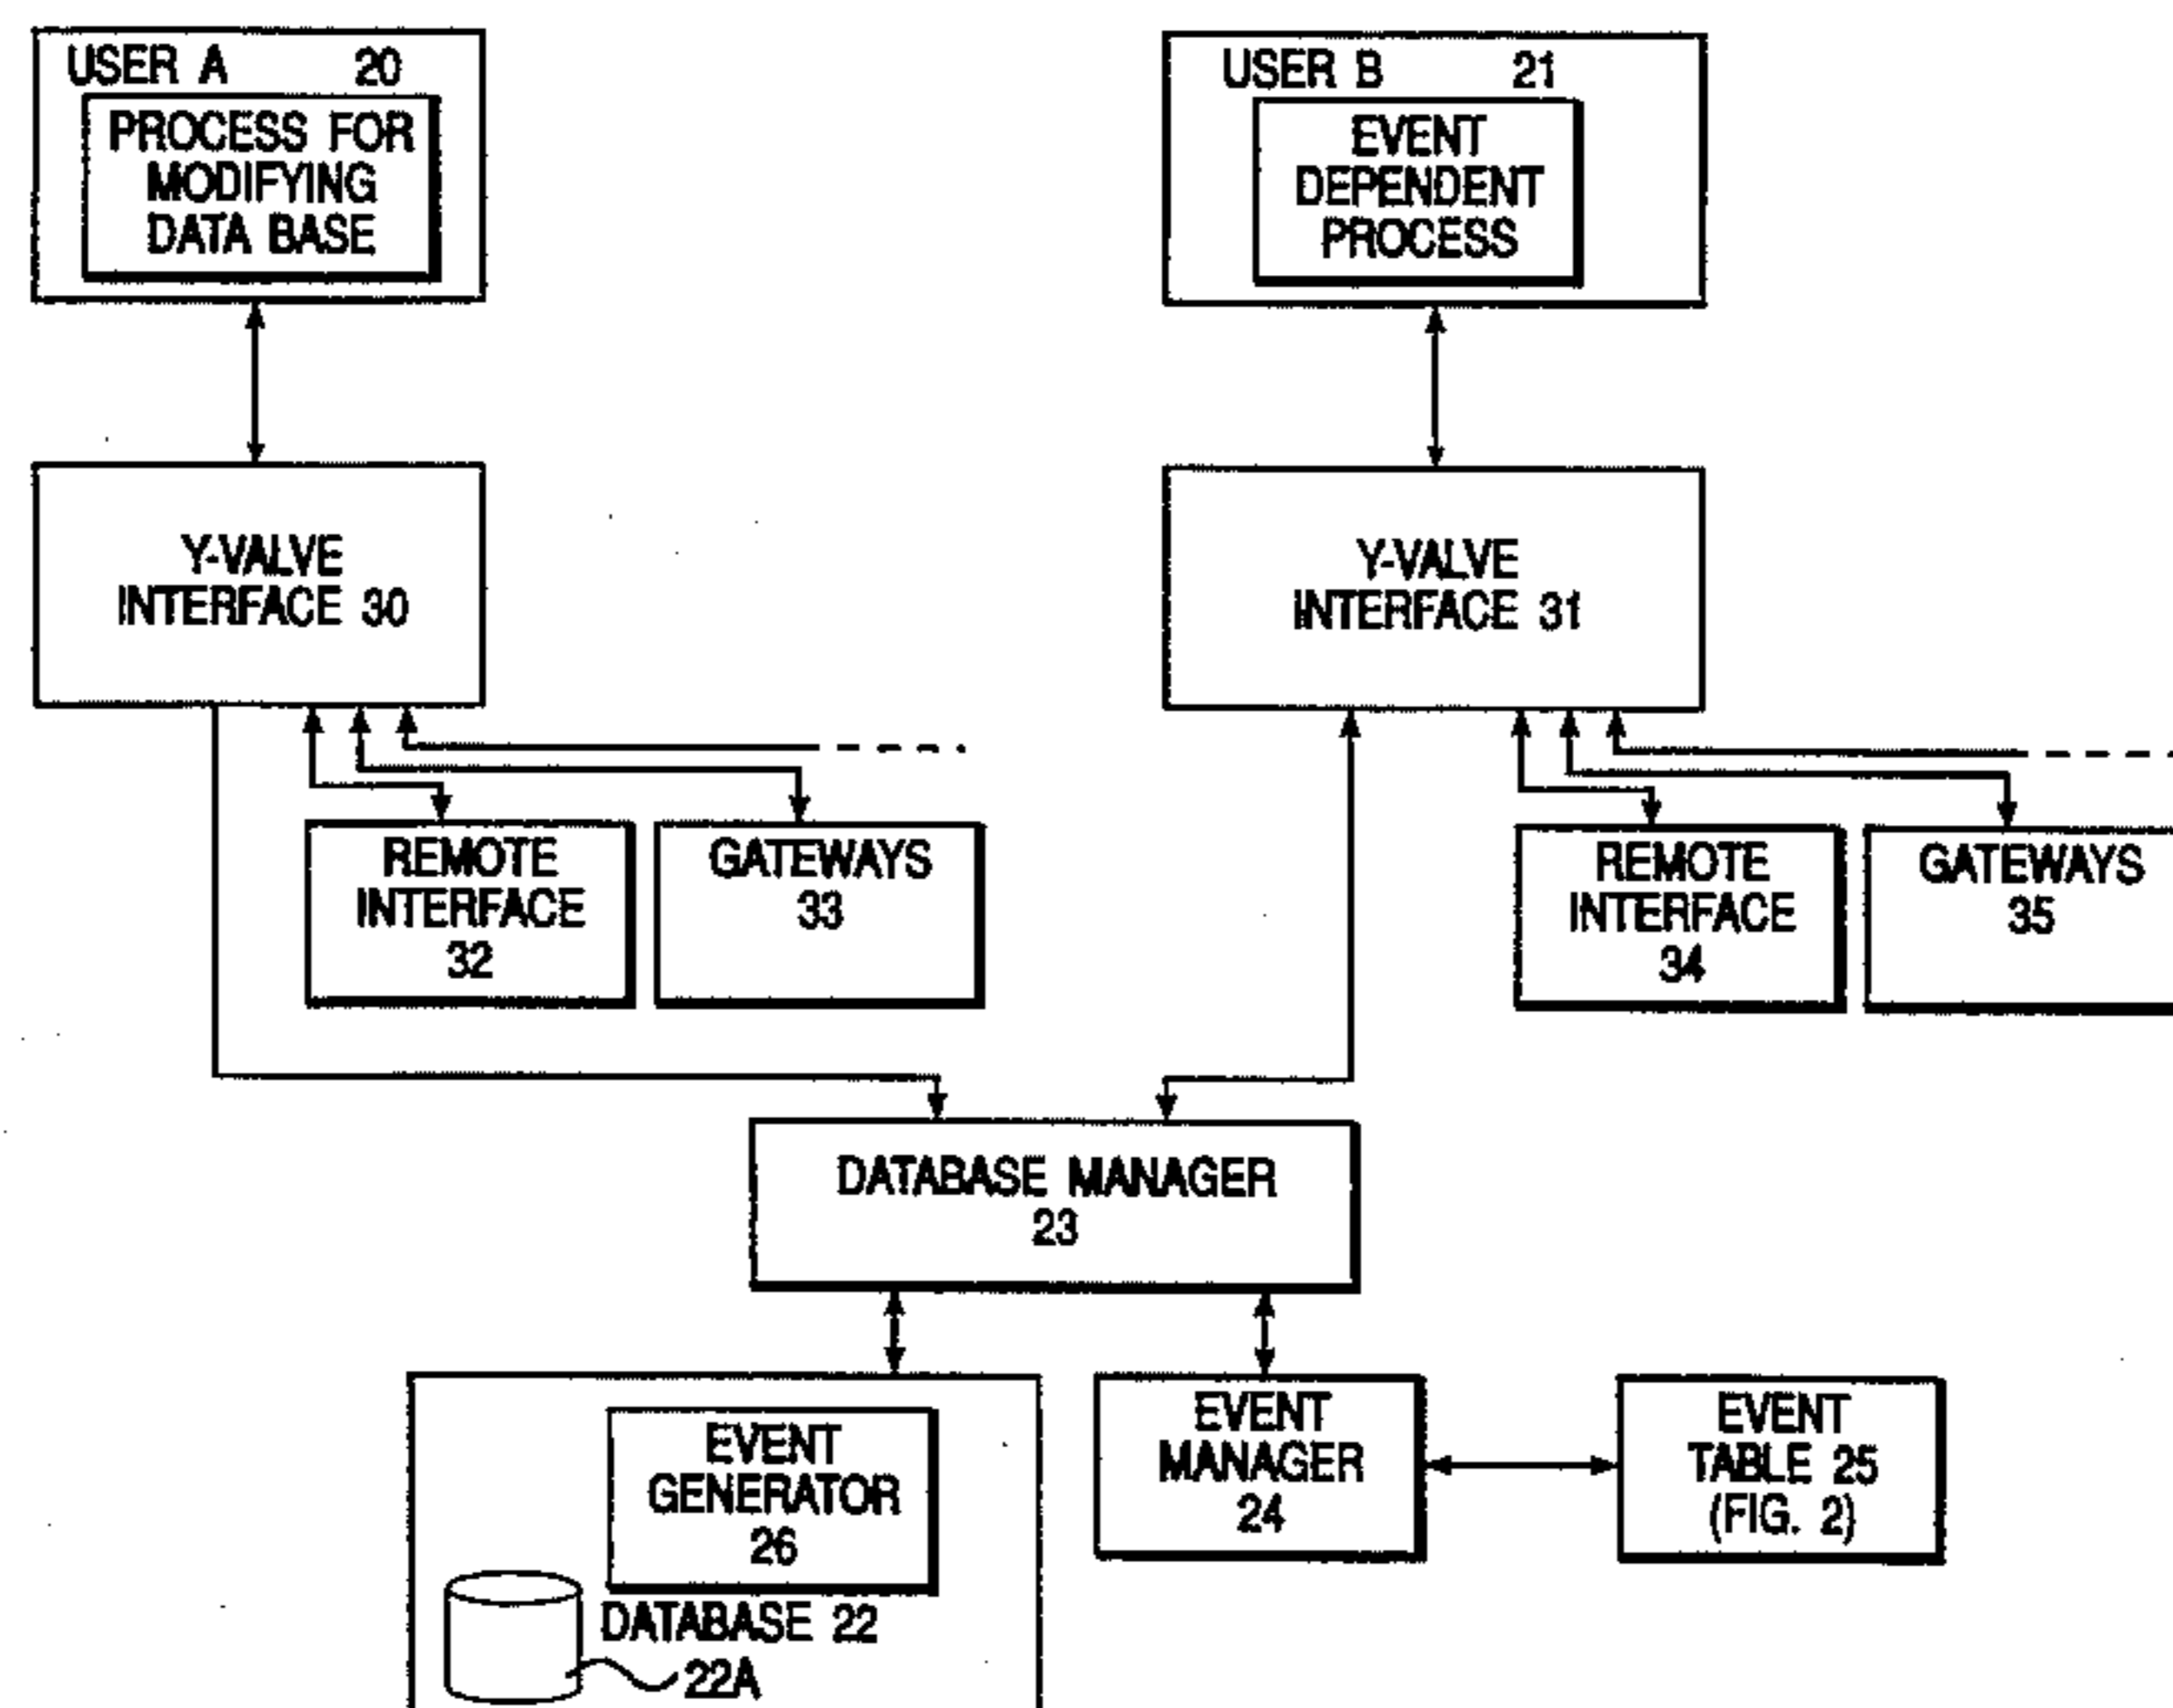 USER A 20
PROCESS FOR
MODIFYING
DATA BASE
USER B 21
EVENT
DEPENDENT
PROCESS
Y-VALVE
INTERFACE 30
Y-VALVE
INTERFACE 31
REMOTE
INTERFACE
32
GATEWAYS
33
REMOTE
INTERFACE
34
GATEWAYS
35
DATABASE MANAGER
23
EVENT
GENERATOR
26
DATABASE 22
22A
EVENT
MANAGER
24
EVENT
TABLE 25
(FIG. 2)